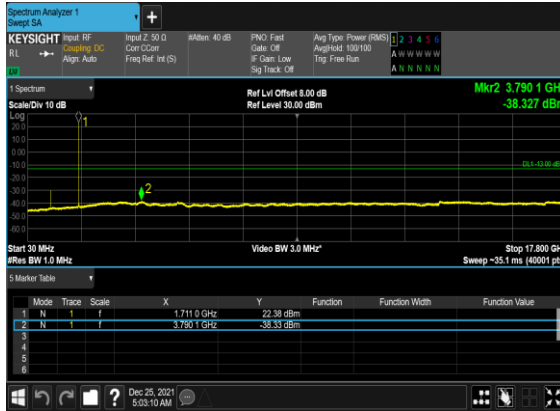 Spectrum Analyzer 1
Swept SA
+
KEYSIGHT Input: RF Input Z: 50 Ω #Atten: 40 dB PNO: Fast Avg Type: Power (RMS) 1 2 3 4 5 6
RL Coupling: DC Corr CCorr Gate: Off Avg|Hold: 100/100 A W W W W W
Align: Auto Freq Ref: Int (S) IF Gain: Low Trig: Free Run
Sig Track: Off A N N N N N
1 Spectrum Ref Lvl Offset 8.00 dB Mkr2 3.790 1 GH
Scale/Div 10 dB Ref Level 30.00 dBm -38.327 dB
Log
1
20.0
10.0
0.00
-10.0 DL1 -13.00 dB
-20.0
-30.0
2
-40.0
-50.0
-60.0
Start 30 MHz Video BW 3.0 MHz* Stop 17.800 GH
#Res BW 1.0 MHz Sweep ~35.1 ms (40001 pt
5 Marker Table
Mode Trace Scale X Y Function Function Width Function Value
1 N 1 f 1.711 0 GHz 22.38 dBm
2 N 1 f 3.790 1 GHz -38.33 dBm
3
4
5
6
? Dec 25, 2021
5:03:10 AM